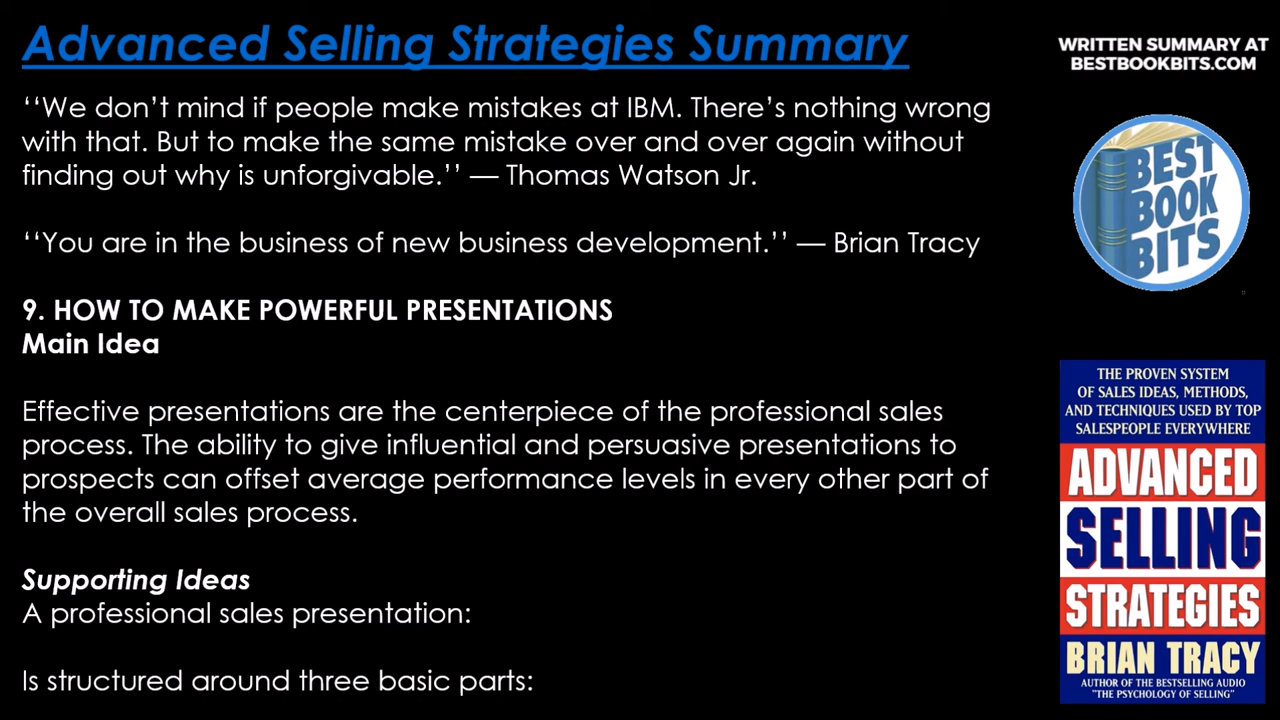 Advanced Selling Strategies Summary
‘‘We don’t mind if people make mistakes at IBM. There’s nothing wrong
with that. But to make the same mistake over and over again without
finding out why is unforgivable.’’ — Thomas Watson Jr.
‘‘You are in the business of new business development.’’ — Brian Tracy
9. HOW TO MAKE POWERFUL PRESENTATIONS
Main Idea
Effective presentations are the centerpiece of the professional sales
process. The ability to give influential and persuasive presentations to
prospects can offset average performance levels in every other part of
the overall sales process.
Supporting Ideas
A professional sales presentation:
Is structured around three basic parts:
WRITTEN SUMMARY AT
BESTBOOKBITS.COM
BEST
BOOK
BITS
THE PROVEN SYSTEM
OF SALES IDEAS, METHODS,
AND TECHNIQUES USED BY TOP
SALESPEOPLE EVERYWHERE
ADVANCED
SELLING
STRATEGIES
BRIAN TRACY
AUTHOR OF THE BESTSELLING AUDIO
"THE PSYCHOLOGY OF SELLING"